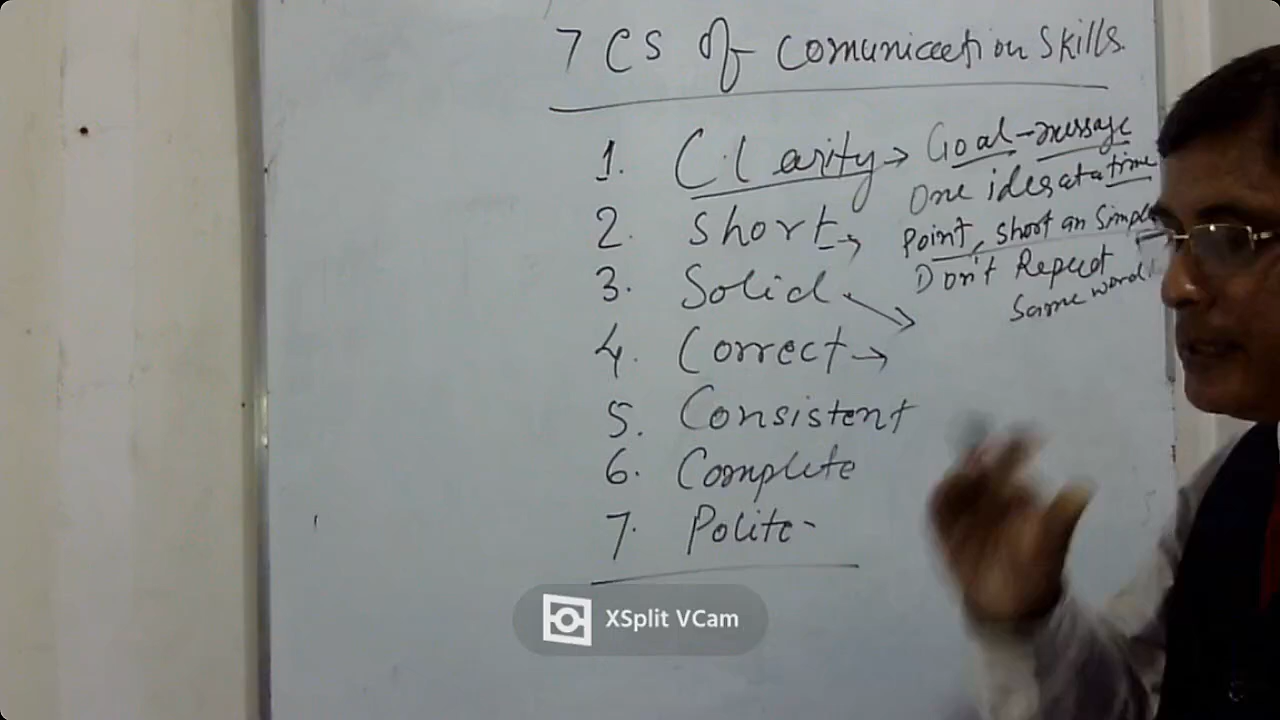 7 Cs of Comunication Skills.
1. Clarity → Goal - message
One idea at a time
2. Short → Point, Short an Simple
3. Solid → Don't Repeat
Same word
4. Correct →
5. Consistent
6. Complete
7. Polite -
XSplit VCam